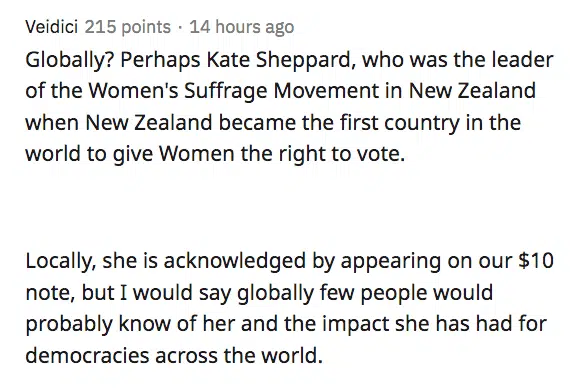 Veidici 215 points · 14 hours ago
Globally? Perhaps Kate Sheppard, who was the leader
of the Women's Suffrage Movement in New Zealand
when New Zealand became the first country in the
world to give Women the right to vote.
Locally, she is acknowledged by appearing on our $10
note, but I would say globally few people would
probably know of her and the impact she has had for
democracies across the world.